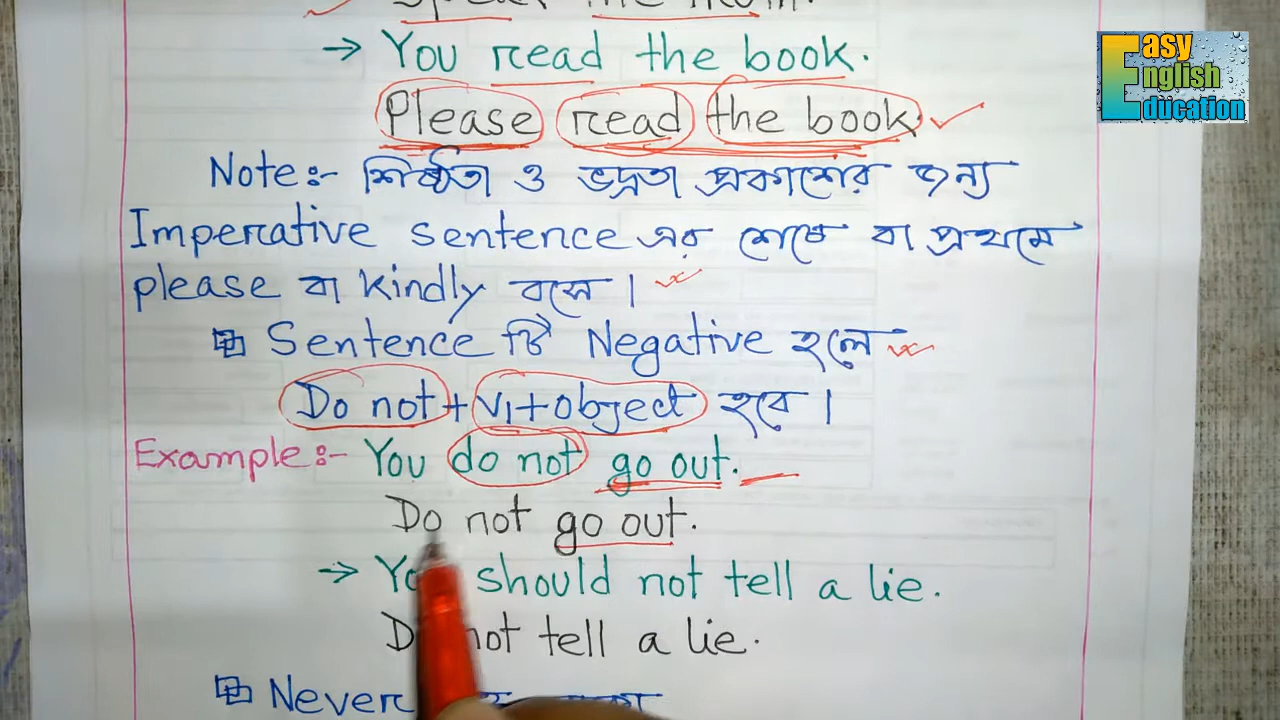 Easy
English
Education
You read the book.
Please read the book.
Note:- শিষ্ঠতা ও ভদ্রতা প্রকাশের জন্য
Imperative sentence এর শেষে বা প্রথমে
please বা kindly বসে।
Sentence টি Negative হলে
Do not + V1 + object হবে।
Example:- You do not go out.
Do not go out.
→ You should not tell a lie.
Do not tell a lie.
Never